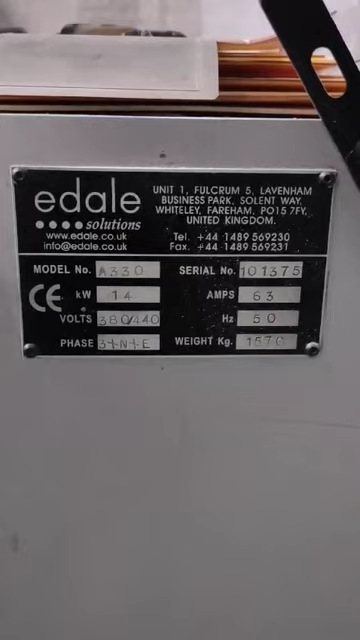 edale
solutions
www.edale.co.uk
info@edale.co.uk
UNIT 1, FULCRUM 5, LAVENHAM
BUSINESS PARK, SOLENT WAY,
WHITELEY, FAREHAM, PO15 7FY,
UNITED KINGDOM.
Tel. +44 1489 569230
Fax. +44 1489 569231
MODEL No. A330 SERIAL No. 101375
CE kW 14 AMPS 63
VOLTS 380/440 Hz 50
PHASE 3+N+E WEIGHT Kg. 1570